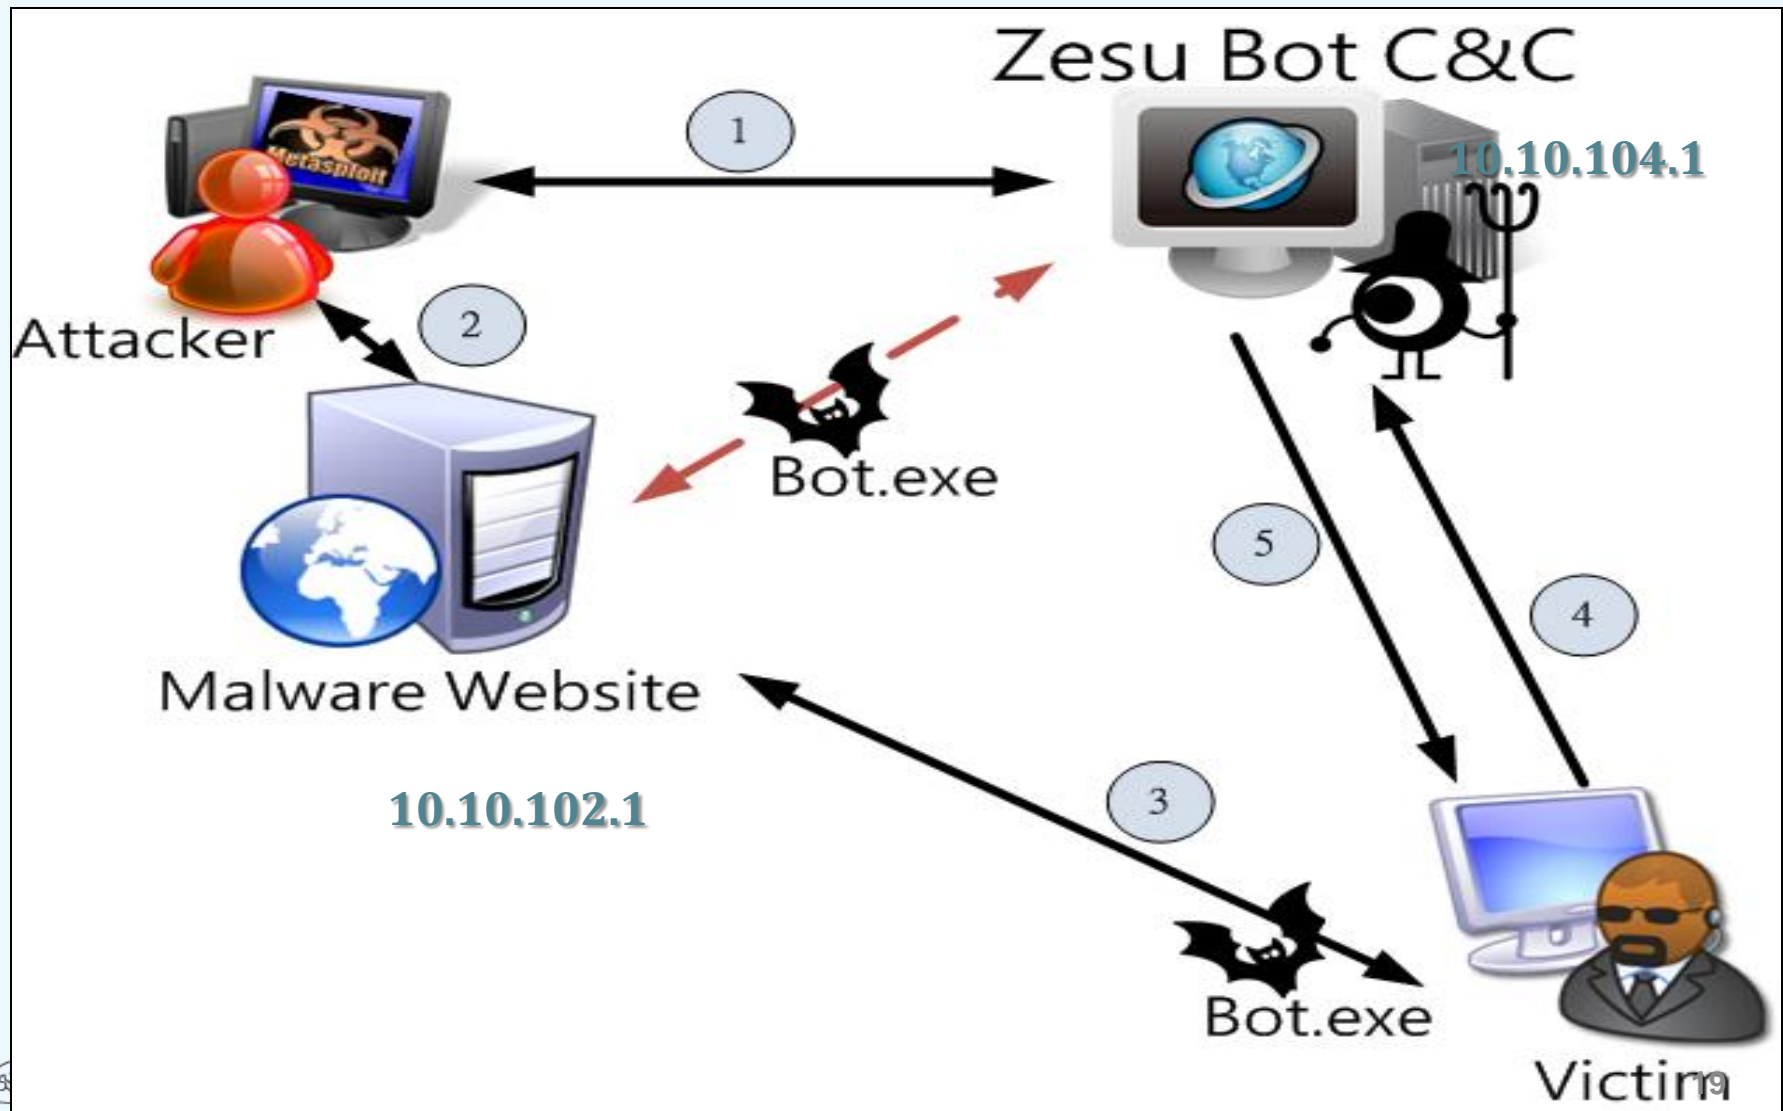 Zesu Bot C&C
1
10.10.104.1
Metasploit
Attacker
2
Bot.exe
5
4
Malware Website
10.10.102.1
3
Bot.exe
Victim
19